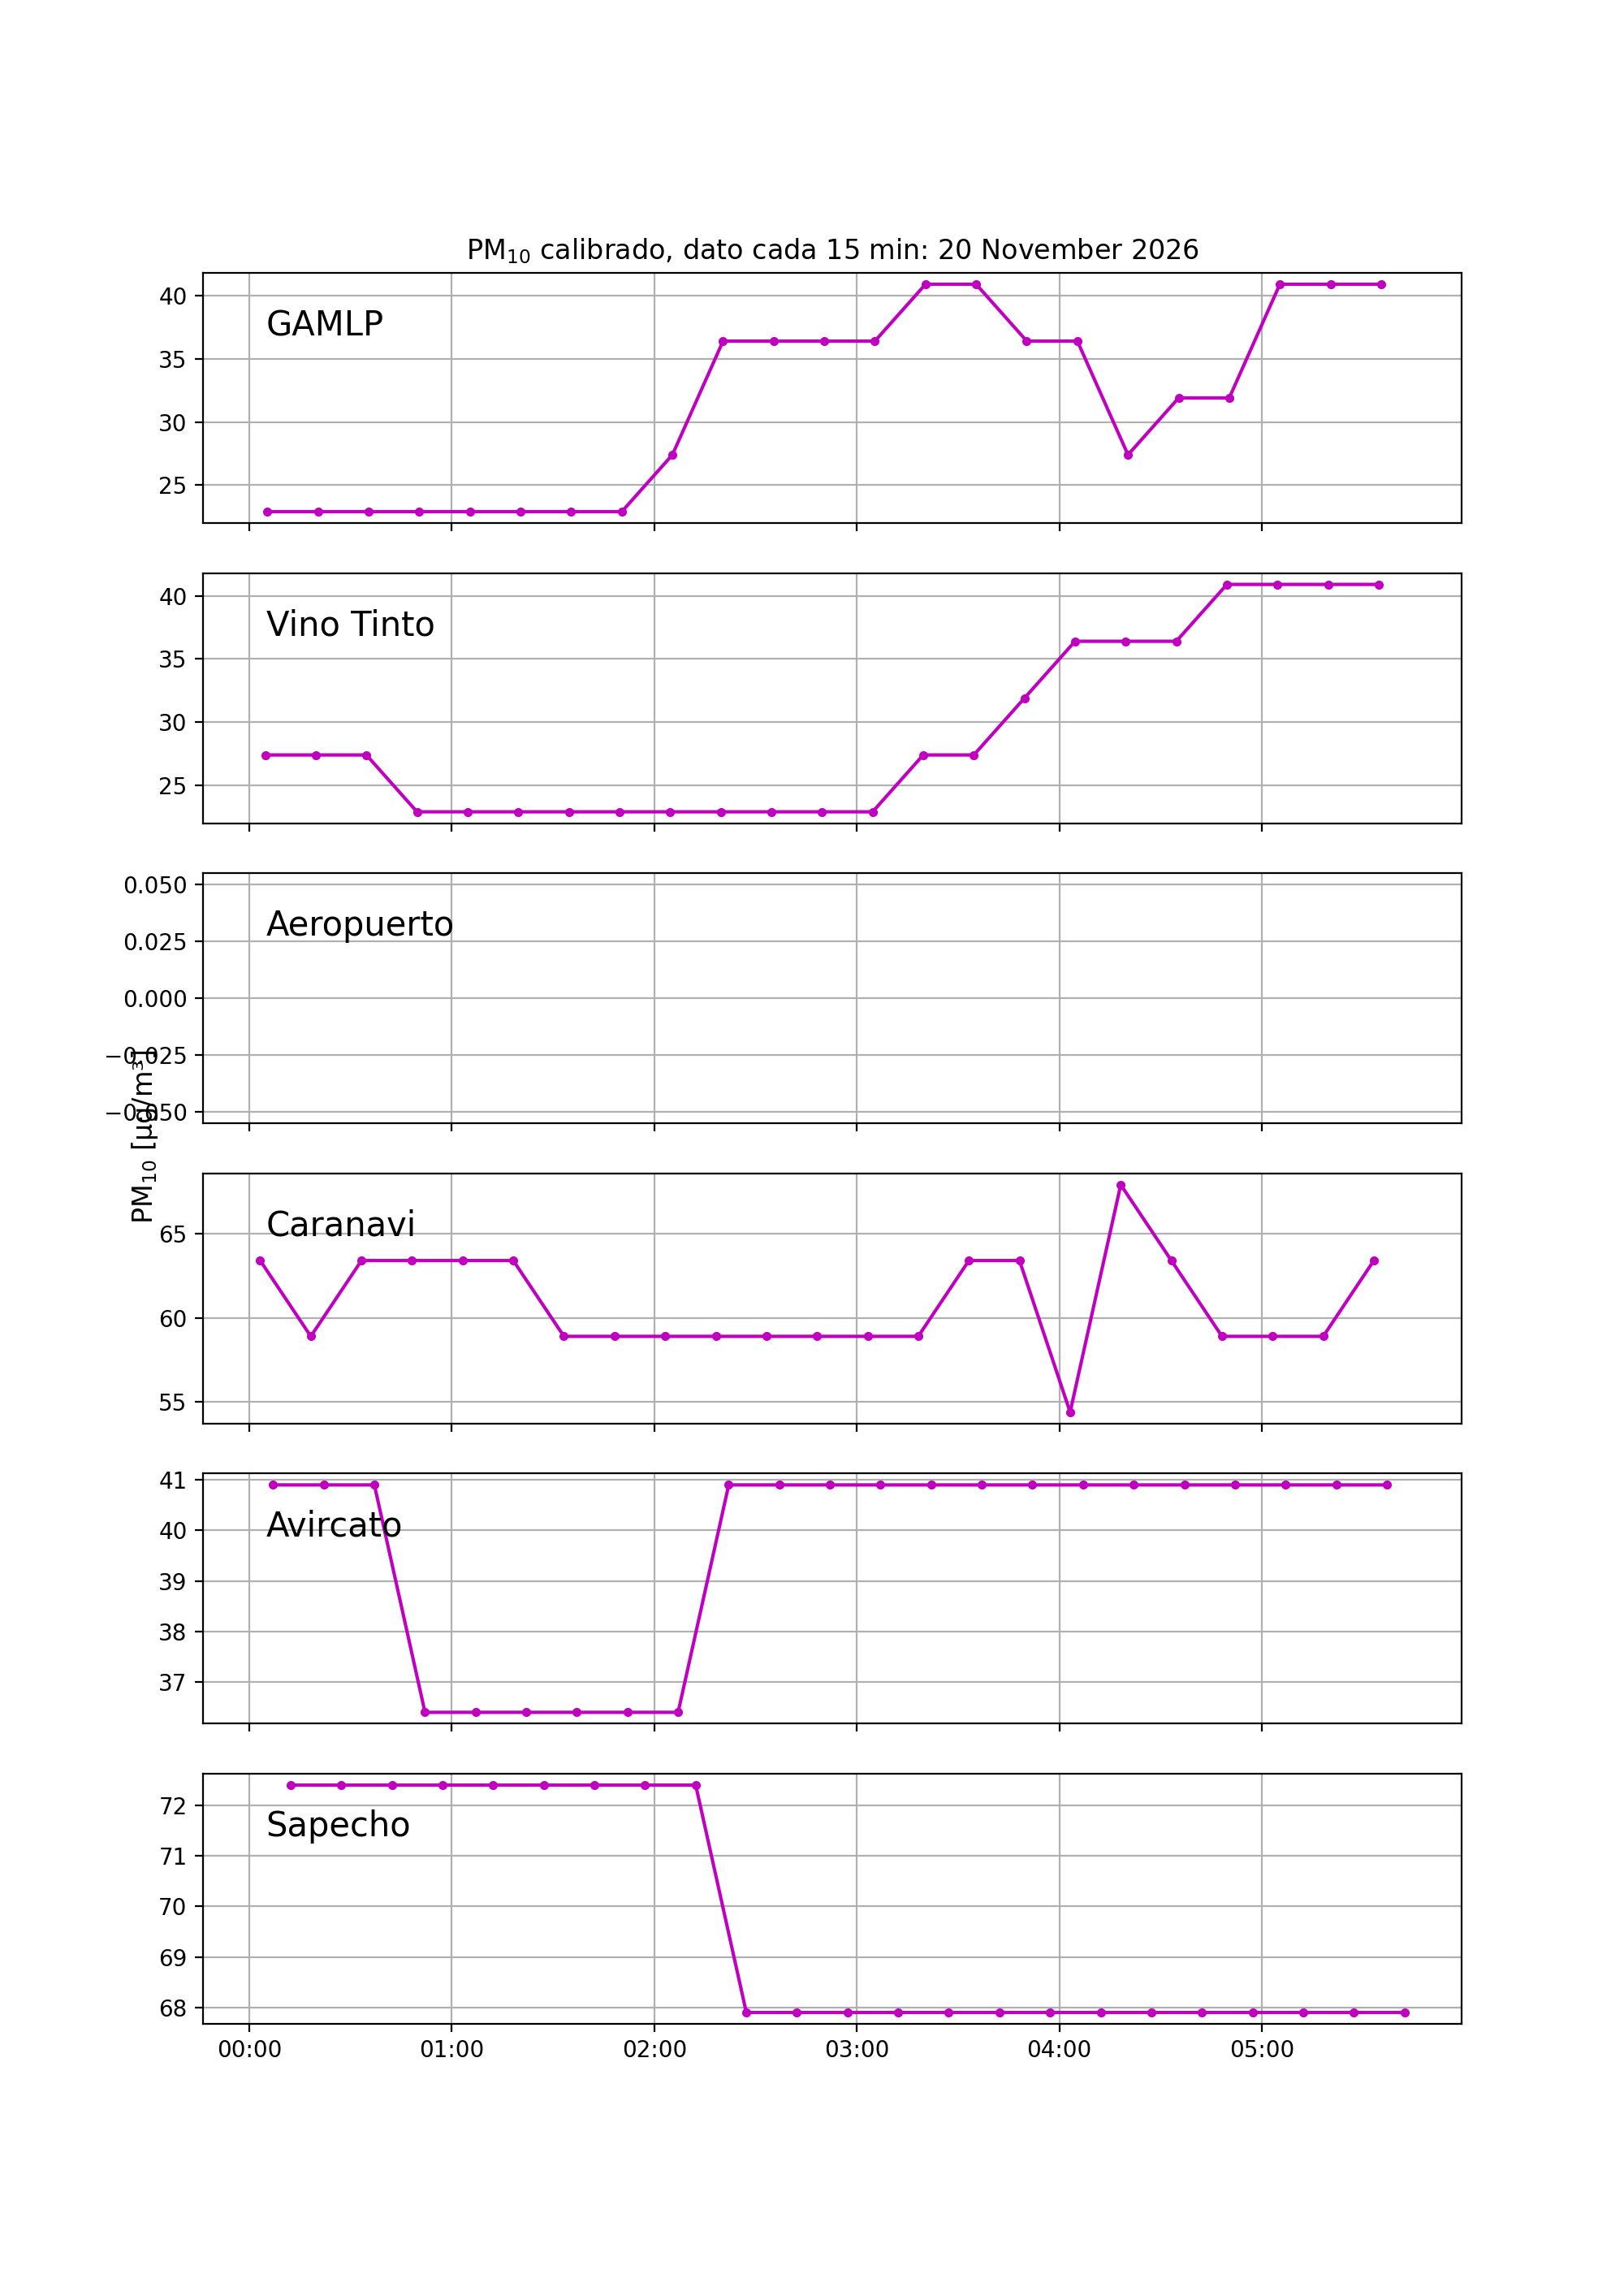 PM₁₀ calibrado, dato cada 15 min: 20 November 2026
GAMLP
40
35
30
25
Vino Tinto
40
35
30
25
Aeropuerto
0.050
0.025
0.000
−0.025
−0.050
PM₁₀ [µg/m³]
Caranavi
65
60
55
Avircato
41
40
39
38
37
Sapecho
72
71
70
69
68
00:00 01:00 02:00 03:00 04:00 05:00